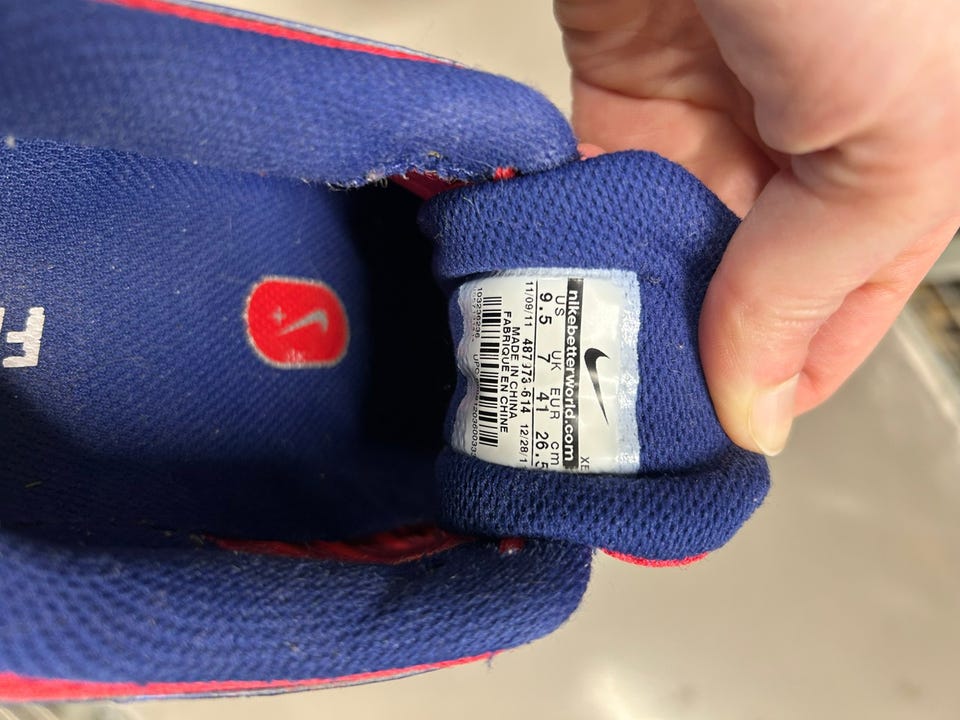 XE
nikebetterworld.com
US UK EUR cm
9.5 7 41 26.5
11/09/11 487973-614 12/28/1
MADE IN CHINA
FABRIQUE EN CHINE